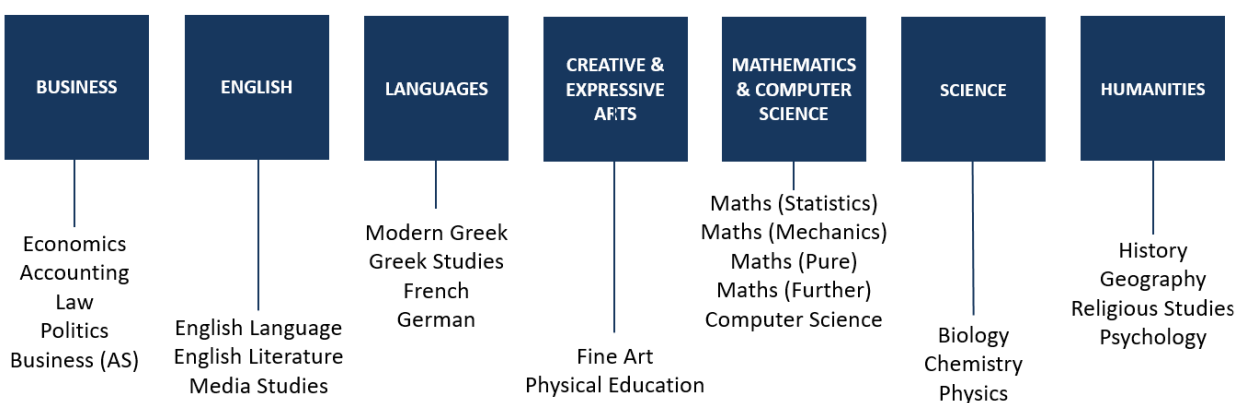 BUSINESS
Economics
Accounting
Law
Politics
Business (AS)
ENGLISH
English Language
English Literature
Media Studies
LANGUAGES
Modern Greek
Greek Studies
French
German
CREATIVE &
EXPRESSIVE
ARTS
Fine Art
Physical Education
MATHEMATICS
& COMPUTER
SCIENCE
Maths (Statistics)
Maths (Mechanics)
Maths (Pure)
Maths (Further)
Computer Science
SCIENCE
Biology
Chemistry
Physics
HUMANITIES
History
Geography
Religious Studies
Psychology